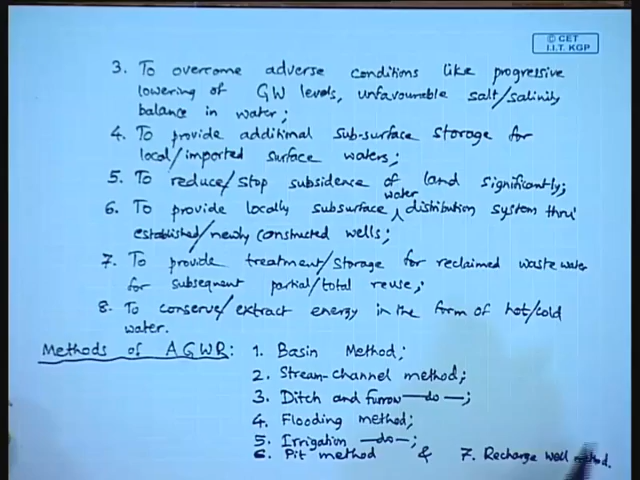 © CET
I.I.T. KGP
3. To overcome adverse conditions like progressive
lowering of GW levels, unfavourable salt/salinity
balance in water;
4. To provide additional sub-surface storage for
local/imported surface waters;
5. To reduce/stop subsidence of land significantly;
6. To provide locally subsurface water distribution system thru
established/newly constructed wells;
7. To provide treatment/storage for reclaimed waste water
for subsequent partial/total reuse;
8. To conserve/extract energy in the form of hot/cold
water.
Methods of AGWR: 1. Basin Method;
2. Stream-channel method;
3. Ditch and furrow —do—;
4. Flooding method;
5. Irrigation —do—;
6. Pit method & 7. Recharge well method.